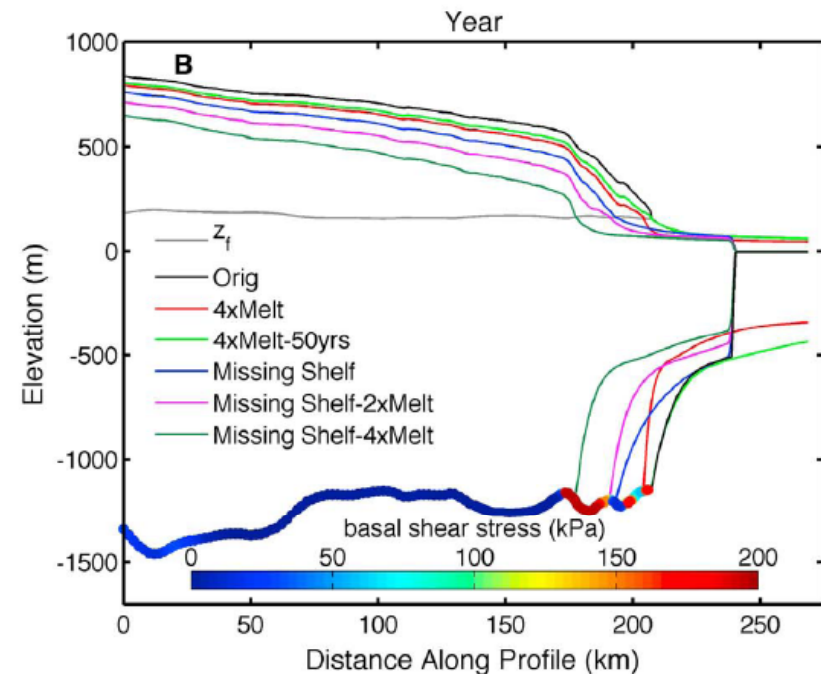 Year
B
1000
500
0
-500
-1000
-1500
Elevation (m)
z_f
Orig
4xMelt
4xMelt-50yrs
Missing Shelf
Missing Shelf-2xMelt
Missing Shelf-4xMelt
basal shear stress (kPa)
0 50 100 150 200
0 50 100 150 200 250
Distance Along Profile (km)